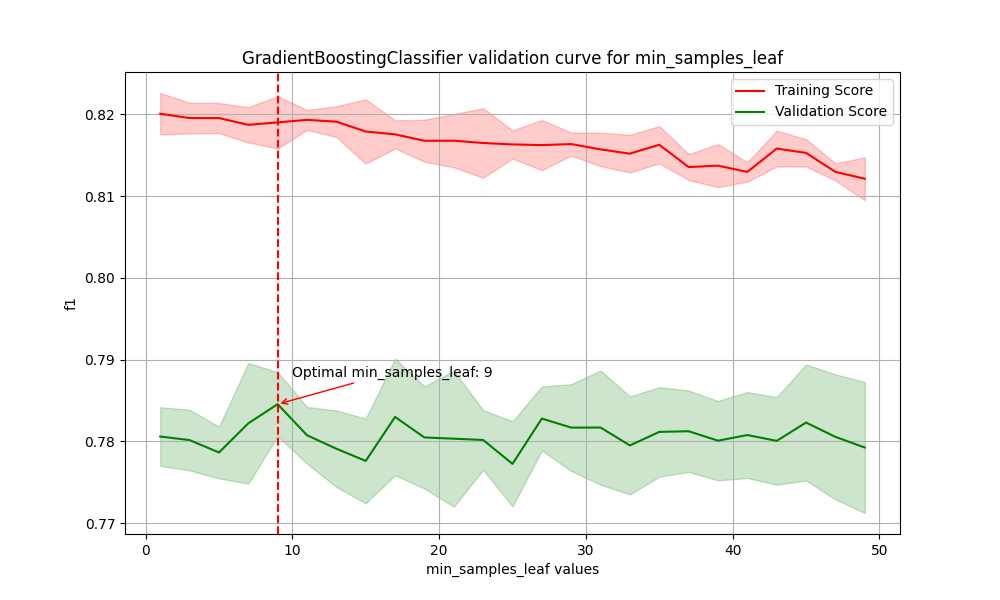 GradientBoostingClassifier validation curve for min_samples_leaf
Training Score
Validation Score
0.82
0.81
0.80
0.79
0.78
0.77
f1
Optimal min_samples_leaf: 9
0
10
20
30
40
50
min_samples_leaf values